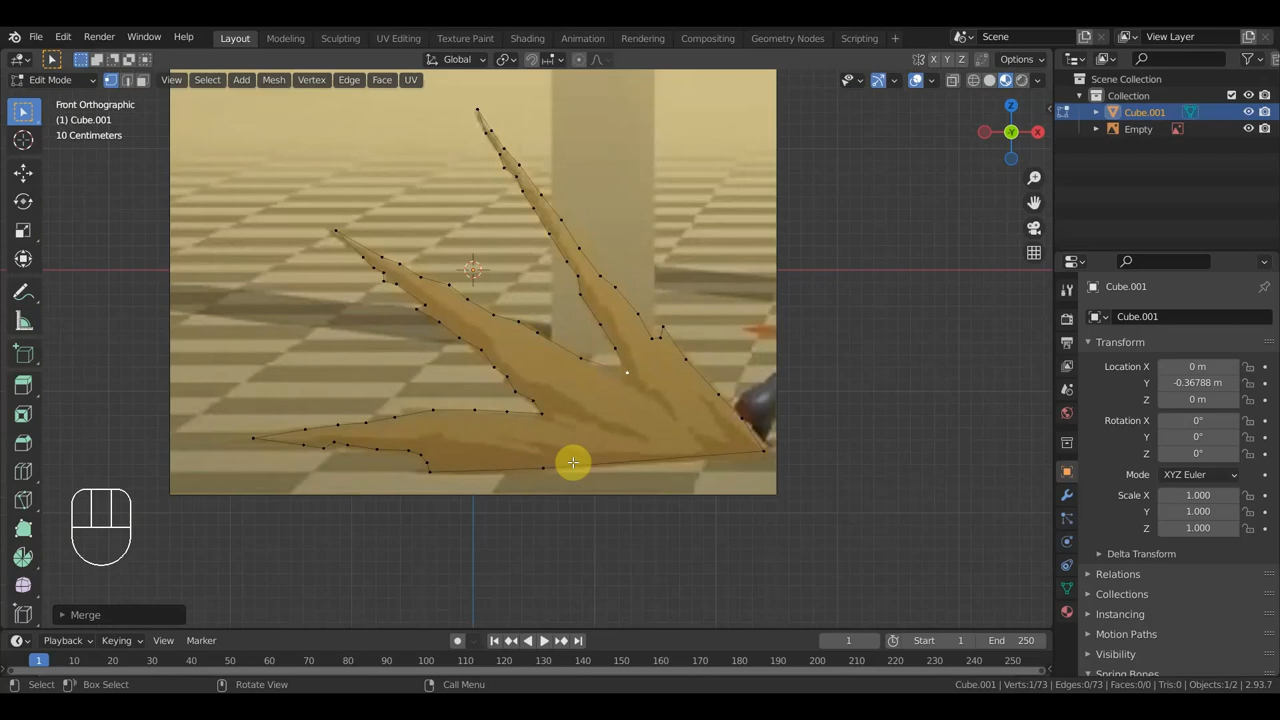 File Edit Render Window Help Layout Modeling Sculpting UV Editing Texture Paint Shading Animation Rendering Compositing Geometry Nodes Scripting + Scene View Layer
Global Options
Edit Mode View Select Add Mesh Vertex Edge Face UV X Y Z
Front Orthographic
Cube.001
10 Centimeters
Z
-Y
X
Scene Collection
Collection
Cube.001
Empty
Cube.001
Cube.001
Transform
Location X 0 m
Y -0.36788 m
Z 0 m
Rotation X 0°
Y 0°
Z 0°
Mode XYZ Euler
Scale X 1.000
Y 1.000
Z 1.000
Delta Transform
Relations
Collections
Instancing
Motion Paths
Visibility
Spring Bones
Merge
Playback Keying View Marker 1 Start 1 End 250
1 10 20 30 40 50 60 70 80 90 100 110 120 130 140 150 160 170 180 190 200 210 220 230 240 250
Select Box Select Rotate View Call Menu Cube.001 | Verts:1/73 | Edges:0/73 | Faces:0/0 | Tris:0 | Objects:1/2 | 2.93.7